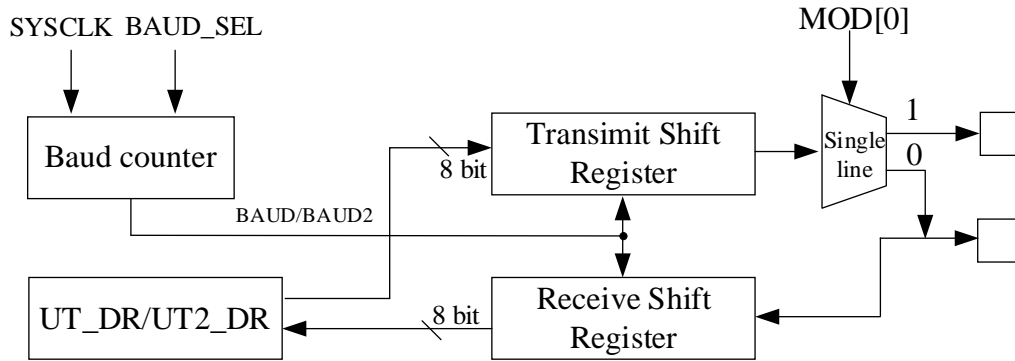 SYSCLK BAUD_SEL
MOD[0]
Baud counter
Transimit Shift
Register
8 bit
Single
line
1
0
BAUD/BAUD2
UT_DR/UT2_DR
8 bit
Receive Shift
Register